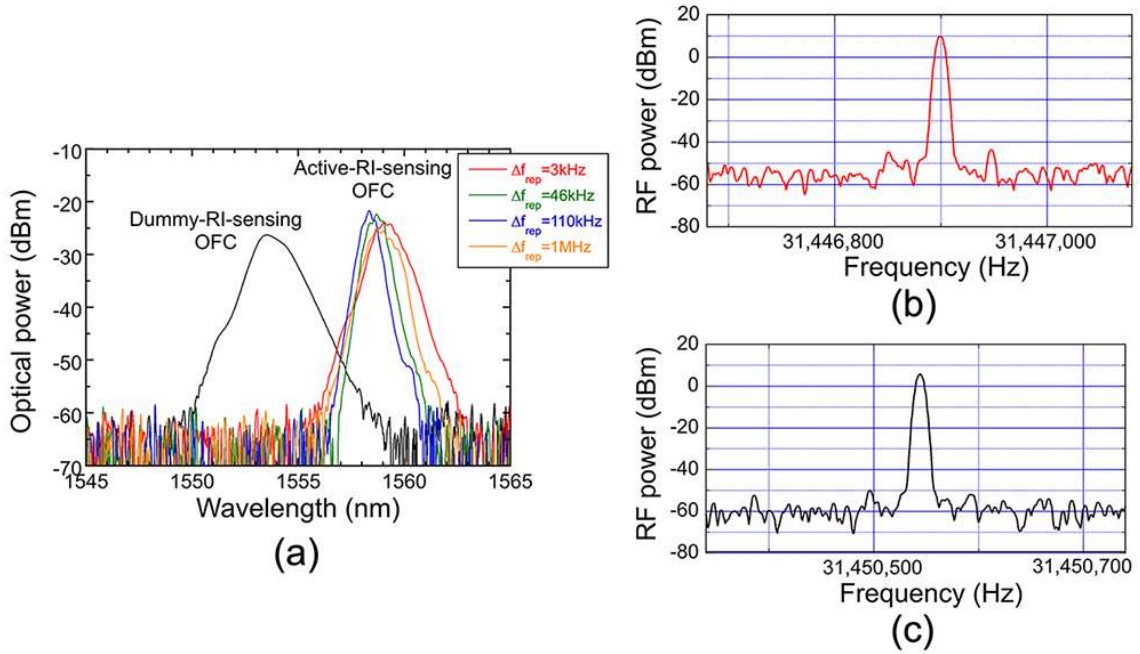 -10
-20
-30
-40
-50
-60
-70
1545
1550
1555
1560
1565
Optical power (dBm)
Wavelength (nm)
Dummy-RI-sensing
OFC
Active-RI-sensing
OFC
Δfrep=3kHz
Δfrep=46kHz
Δfrep=110kHz
Δfrep=1MHz
(a)
20
0
-20
-40
-60
-80
RF power (dBm)
31,446,800
31,447,000
Frequency (Hz)
(b)
20
0
-20
-40
-60
-80
RF power (dBm)
31,450,500
31,450,700
Frequency (Hz)
(c)